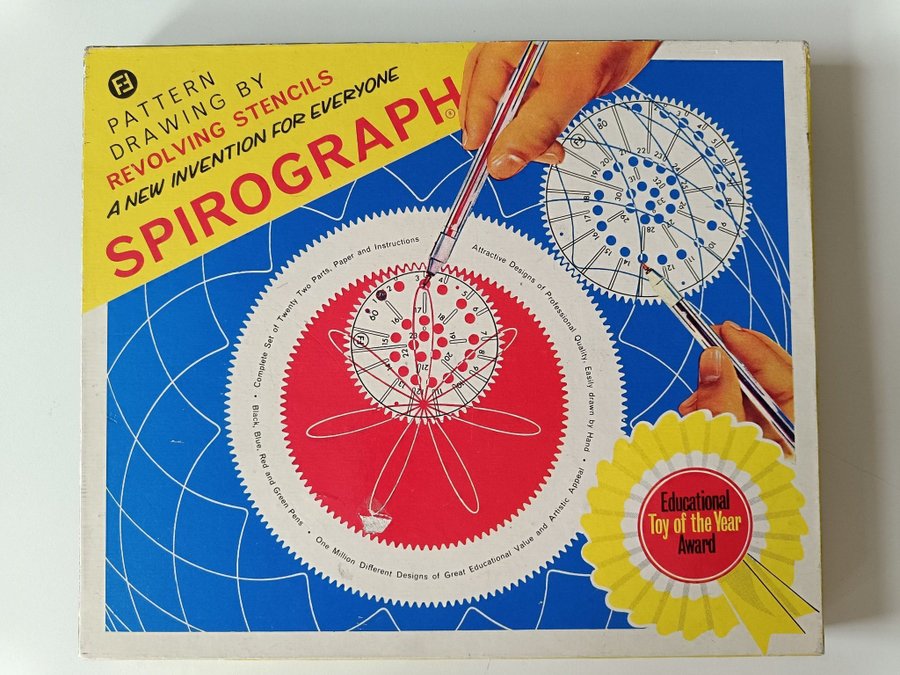 PATTERN
DRAWING BY
REVOLVING STENCILS
A NEW INVENTION FOR EVERYONE
SPIROGRAPH
Complete Set of Twenty Two Parts, Paper and Instructions
Attractive Designs of Professional Quality, Easily drawn by Hand
One Million Different Designs of Great Educational Value and Artistic Appeal
Black, Blue, Red and Green Pens
80
60
Educational
Toy of the Year
Award